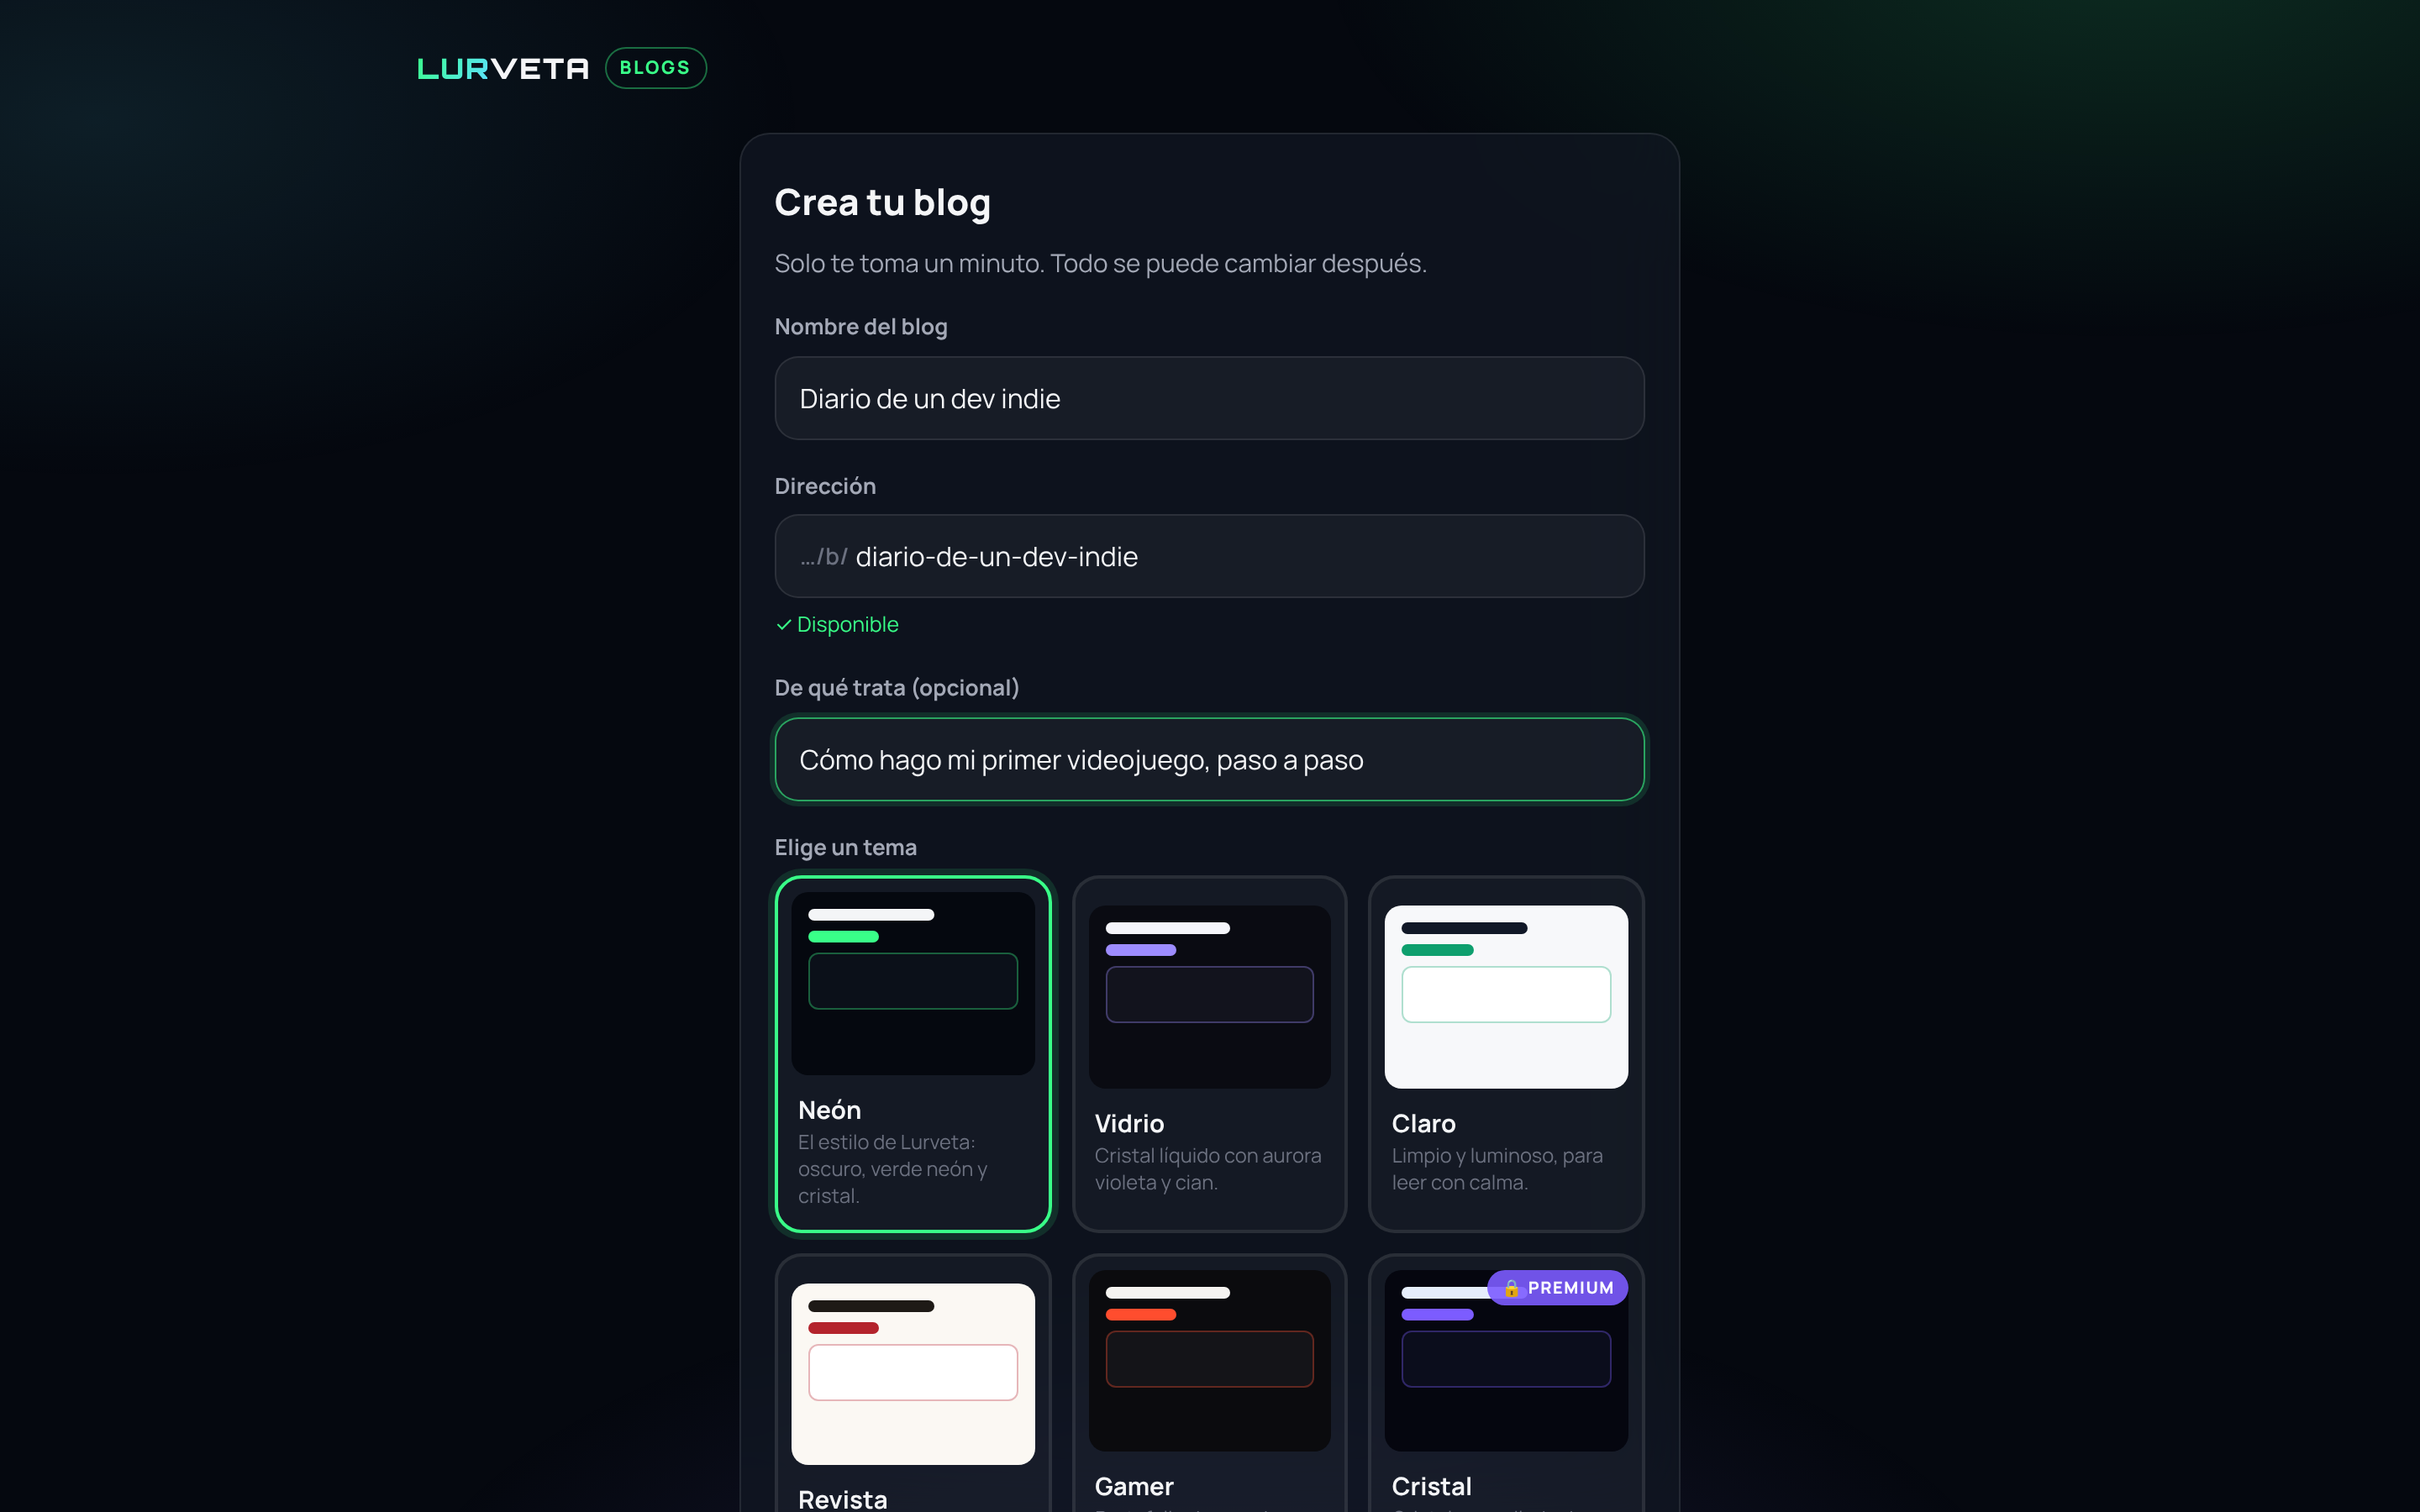 LURVETA BLOGS
Crea tu blog
Solo te toma un minuto. Todo se puede cambiar después.
Nombre del blog
Diario de un dev indie
Dirección
…/b/ diario-de-un-dev-indie
✓ Disponible
De qué trata (opcional)
Cómo hago mi primer videojuego, paso a paso
Elige un tema
Neón
El estilo de Lurveta:
oscuro, verde neón y
cristal.
Vidrio
Cristal líquido con aurora
violeta y cian.
Claro
Limpio y luminoso, para
leer con calma.
Revista
Gamer
🔒 PREMIUM
Cristal